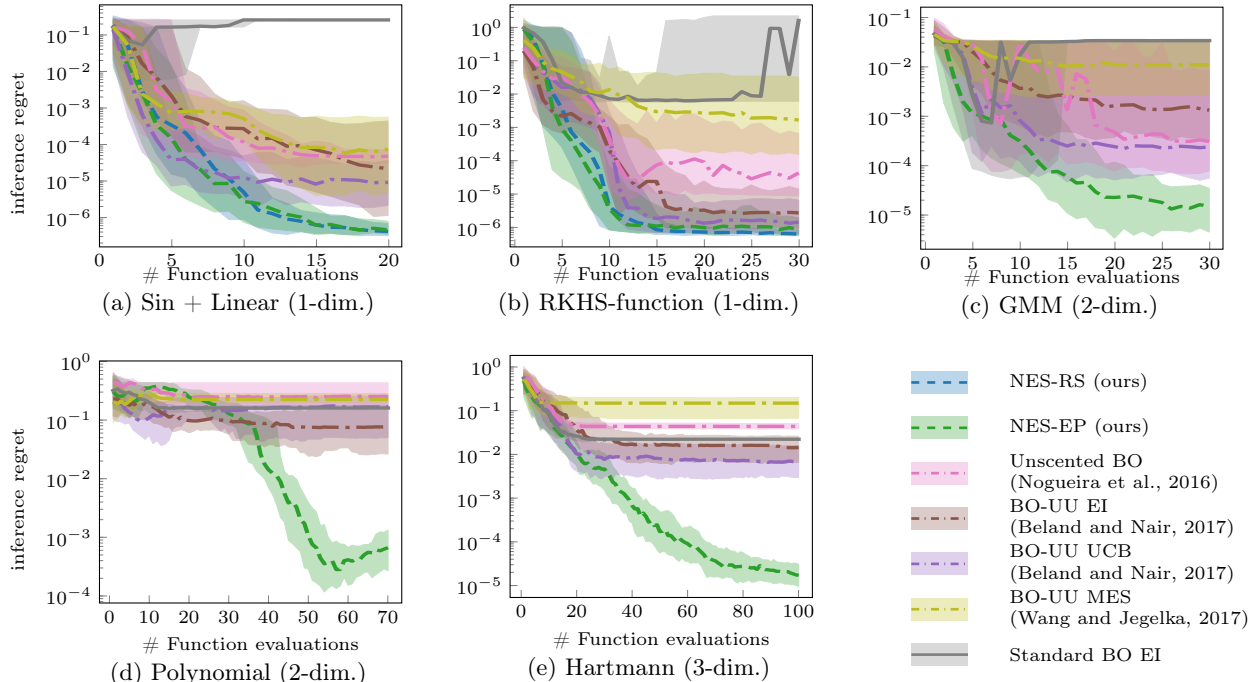 inference regret
10⁻¹
10⁻²
10⁻³
10⁻⁴
10⁻⁵
10⁻⁶
0 5 10 15 20
# Function evaluations
(a) Sin + Linear (1-dim.)
10⁰
10⁻¹
10⁻²
10⁻³
10⁻⁴
10⁻⁵
10⁻⁶
0 5 10 15 20 25 30
# Function evaluations
(b) RKHS-function (1-dim.)
10⁻¹
10⁻²
10⁻³
10⁻⁴
10⁻⁵
0 5 10 15 20 25 30
# Function evaluations
(c) GMM (2-dim.)
inference regret
10⁰
10⁻¹
10⁻²
10⁻³
10⁻⁴
0 10 20 30 40 50 60 70
# Function evaluations
(d) Polynomial (2-dim.)
10⁰
10⁻¹
10⁻²
10⁻³
10⁻⁴
10⁻⁵
0 20 40 60 80 100
# Function evaluations
(e) Hartmann (3-dim.)
NES-RS (ours)
NES-EP (ours)
Unscented BO
(Nogueira et al., 2016)
BO-UU EI
(Beland and Nair, 2017)
BO-UU UCB
(Beland and Nair, 2017)
BO-UU MES
(Wang and Jegelka, 2017)
Standard BO EI